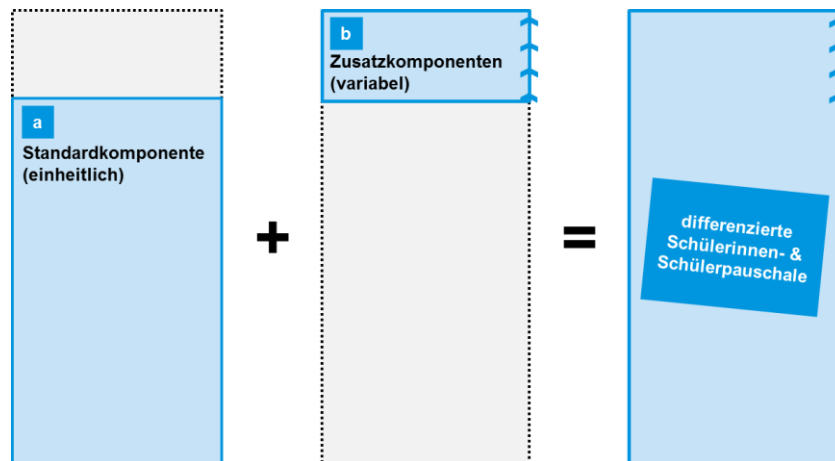 a
Standardkomponente
(einheitlich)
+
b
Zusatzkomponenten
(variabel)
=
differenzierte
Schülerinnen- &
Schülerpauschale